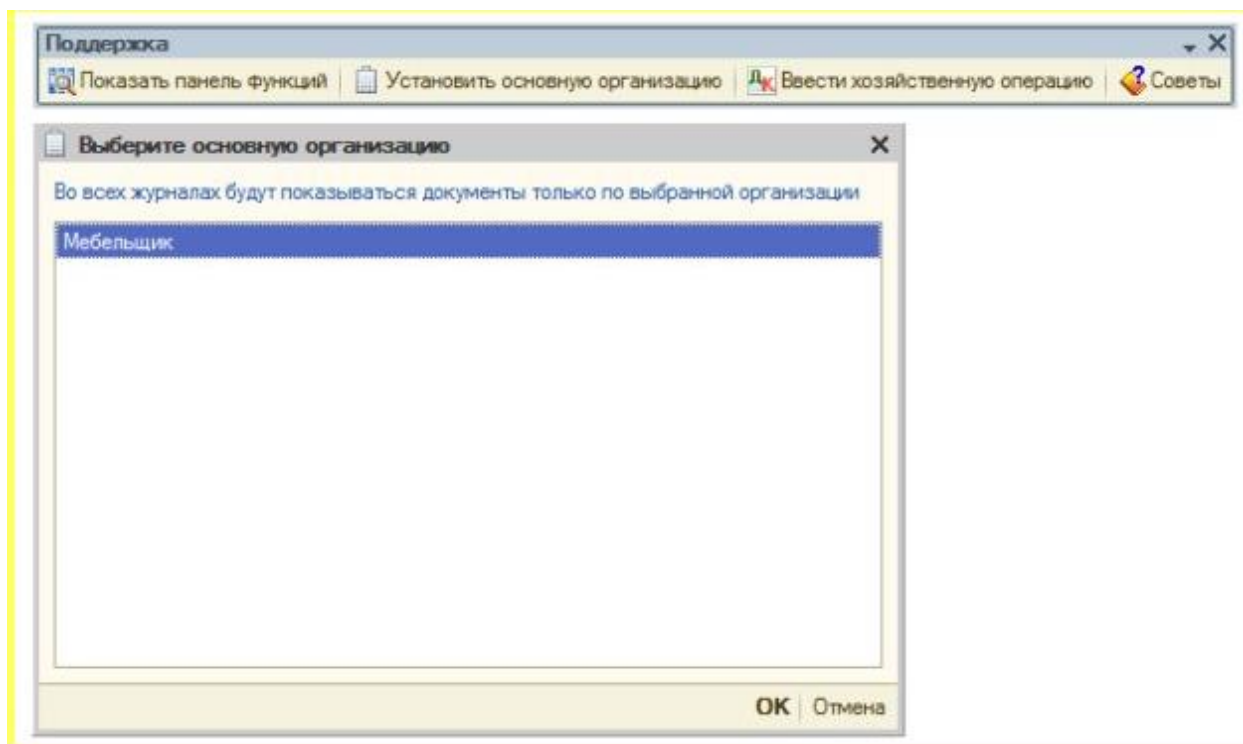 Поддержка
Показать панель функций Установить основную организацию Ввести хозяйственную операцию Советы
Выберите основную организацию
Во всех журналах будут показываться документы только по выбранной организации
Мебельщик
ОК Отмена